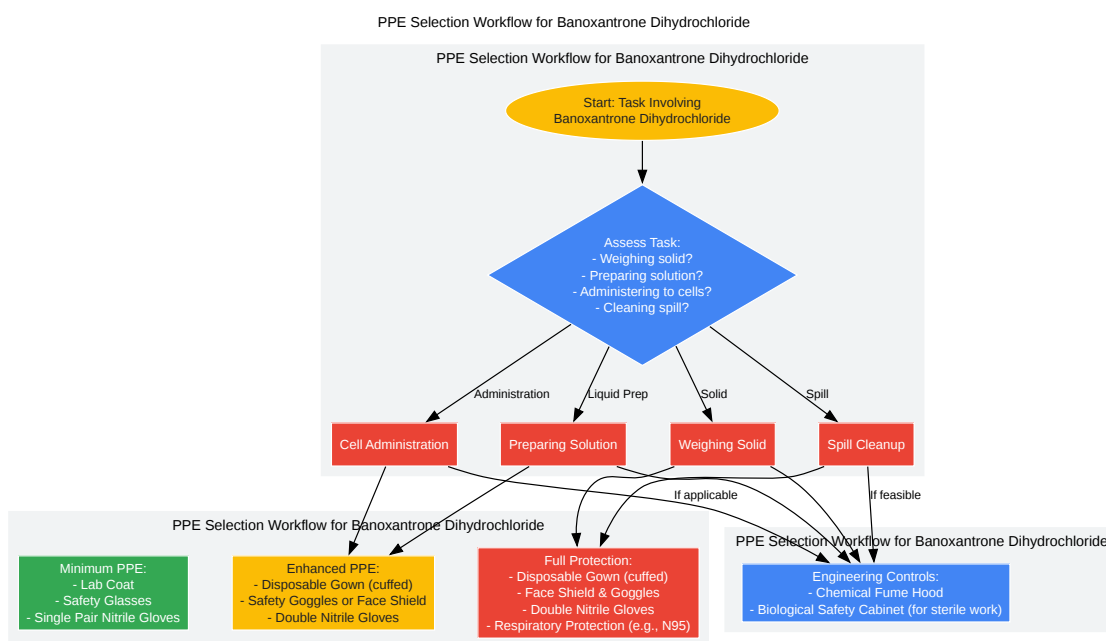 PPE Selection Workflow for Banoxantrone Dihydrochloride
PPE Selection Workflow for Banoxantrone Dihydrochloride
Start: Task Involving
Banoxantrone Dihydrochloride
Assess Task:
- Weighing solid?
- Preparing solution?
- Administering to cells?
- Cleaning spill?
Administration
Liquid Prep
Solid
Spill
Cell Administration
Preparing Solution
Weighing Solid
Spill Cleanup
If applicable
If feasible
PPE Selection Workflow for Banoxantrone Dihydrochloride
PPE Selection Workflow for Banoxantrone Dihydrochloride
Minimum PPE:
- Lab Coat
- Safety Glasses
- Single Pair Nitrile Gloves
Enhanced PPE:
- Disposable Gown (cuffed)
- Safety Goggles or Face Shield
- Double Nitrile Gloves
Full Protection:
- Disposable Gown (cuffed)
- Face Shield & Goggles
- Double Nitrile Gloves
- Respiratory Protection (e.g., N95)
Engineering Controls:
- Chemical Fume Hood
- Biological Safety Cabinet (for sterile work)